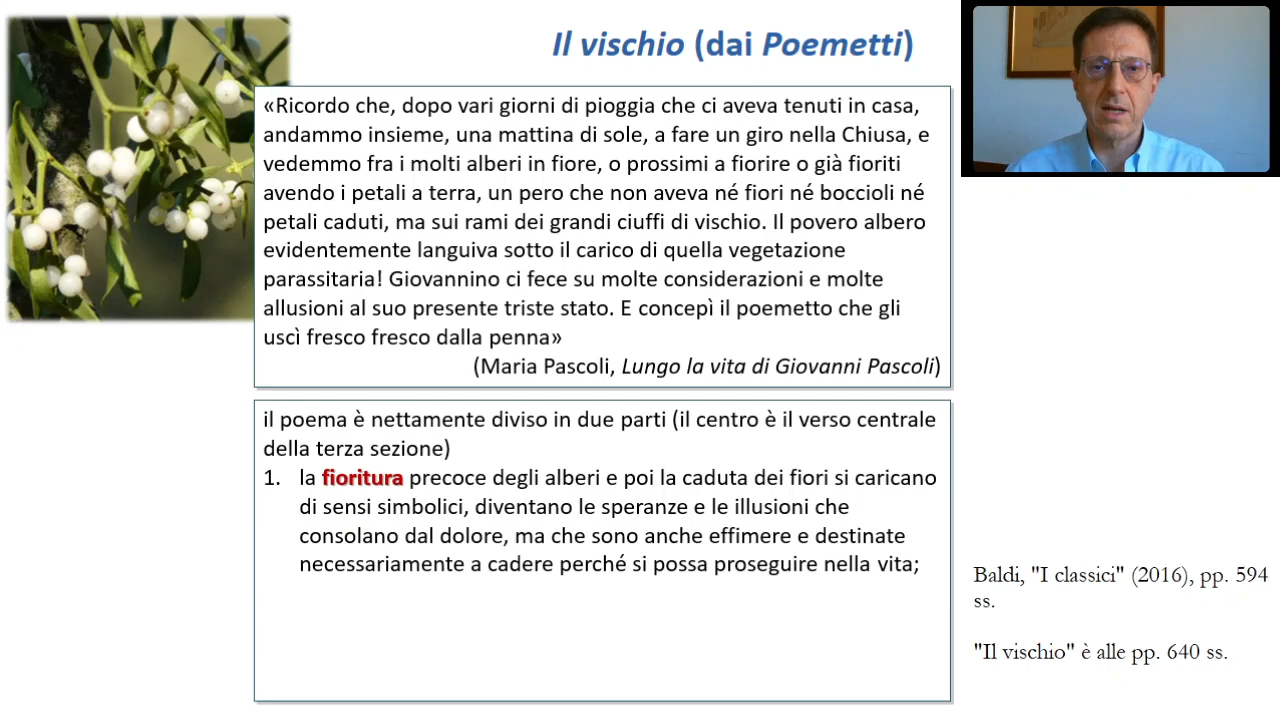 Il vischio (dai Poemetti)
«Ricordo che, dopo vari giorni di pioggia che ci aveva tenuti in casa,
andammo insieme, una mattina di sole, a fare un giro nella Chiusa, e
vedemmo fra i molti alberi in fiore, o prossimi a fiorire o già fioriti
avendo i petali a terra, un pero che non aveva né fiori né boccioli né
petali caduti, ma sui rami dei grandi ciuffi di vischio. Il povero albero
evidentemente languiva sotto il carico di quella vegetazione
parassitaria! Giovannino ci fece su molte considerazioni e molte
allusioni al suo presente triste stato. E concepì il poemetto che gli
uscì fresco fresco dalla penna»
(Maria Pascoli, Lungo la vita di Giovanni Pascoli)
il poema è nettamente diviso in due parti (il centro è il verso centrale
della terza sezione)
1. la fioritura precoce degli alberi e poi la caduta dei fiori si caricano
di sensi simbolici, diventano le speranze e le illusioni che
consolano dal dolore, ma che sono anche effimere e destinate
necessariamente a cadere perché si possa proseguire nella vita;
Baldi, "I classici" (2016), pp. 594
ss.
"Il vischio" è alle pp. 640 ss.